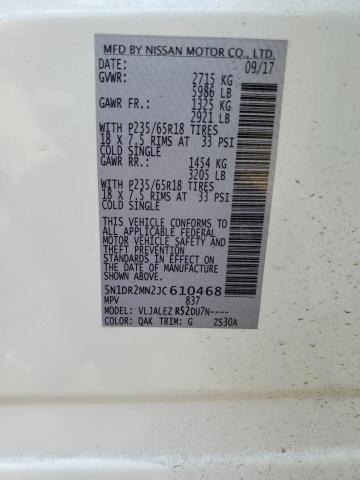 MFD BY NISSAN MOTOR CO., LTD.
DATE: 09/17
GVWR: 2715 KG
5986 LB
GAWR FR.: 1325 KG
2921 LB
WITH P235/65R18 TIRES
18 X 7.5 RIMS AT 33 PSI
COLD SINGLE
GAWR RR.: 1454 KG
3205 LB
WITH P235/65R18 TIRES
18 X 7.5 RIMS AT 33 PSI
COLD SINGLE
THIS VEHICLE CONFORMS TO
ALL APPLICABLE FEDERAL
MOTOR VEHICLE SAFETY AND
THEFT PREVENTION
STANDARDS IN EFFECT ON
THE DATE OF MFR SHOWN ABOVE
5N1DR2MN2JC610468
MPV 837
MODEL: VLJALEZ R52DU7N----
COLOR: QAK TRIM: G ZS30A